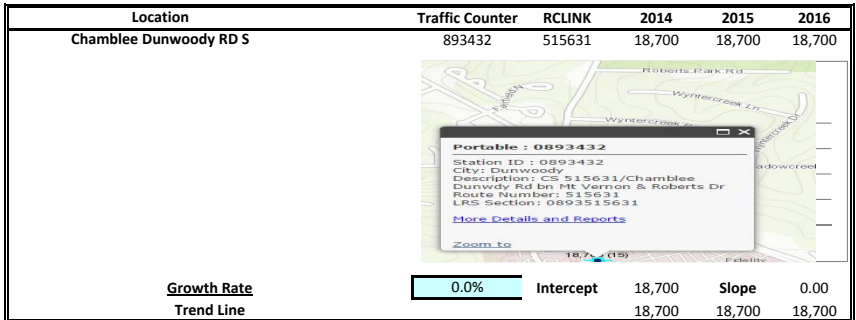 Location Traffic Counter RCLINK 2014 2015 2016
Chamblee Dunwoody RD S 893432 515631 18,700 18,700 18,700
Roberts Park Rd
Wyntercreek Ln
Portable : 0893432
Station ID : 0893432
City: Dunwoody
Description: CS 515631/Chamblee
Dunwdy Rd bn Mt Vernon & Roberts Dr
Route Number: 515631
LRS Section: 0893515631
More Details and Reports
Zoom to
(15)
Fidelity
Growth Rate 0.0% Intercept 18,700 Slope 0.00
Trend Line 18,700 18,700 18,700